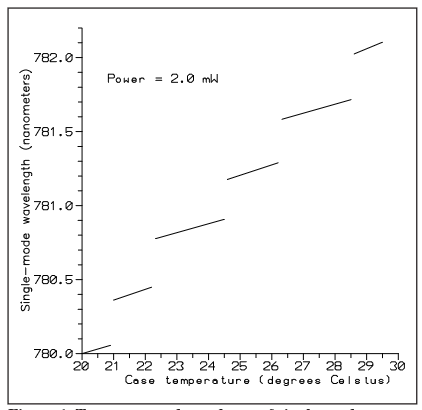 782.0
Power = 2.0 mW
781.5
781.0
780.5
780.0
Single-mode wavelength (nanometers)
20 21 22 23 24 25 26 27 28 29 30
Case temperature (degrees Celsius)